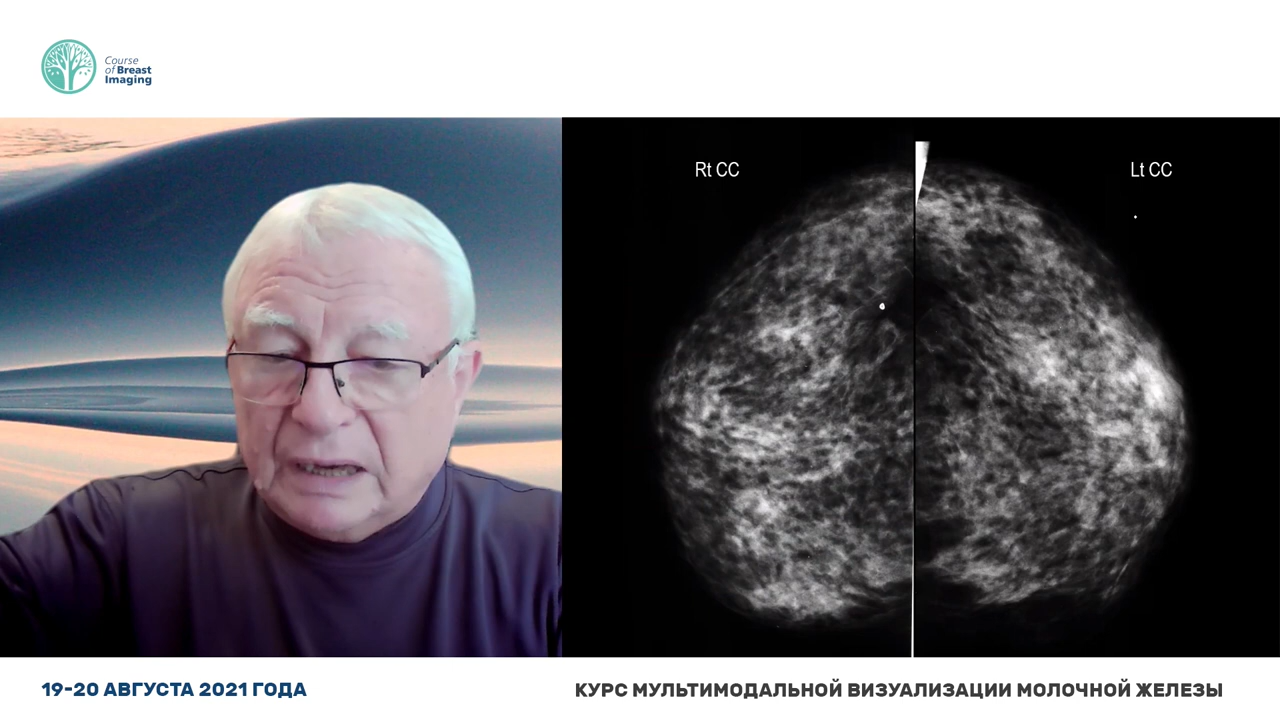 Course
of Breast
Imaging
Rt CC
Lt CC
19-20 АВГУСТА 2021 ГОДА
КУРС МУЛЬТИМОДАЛЬНОЙ ВИЗУАЛИЗАЦИИ МОЛОЧНОЙ ЖЕЛЕЗЫ